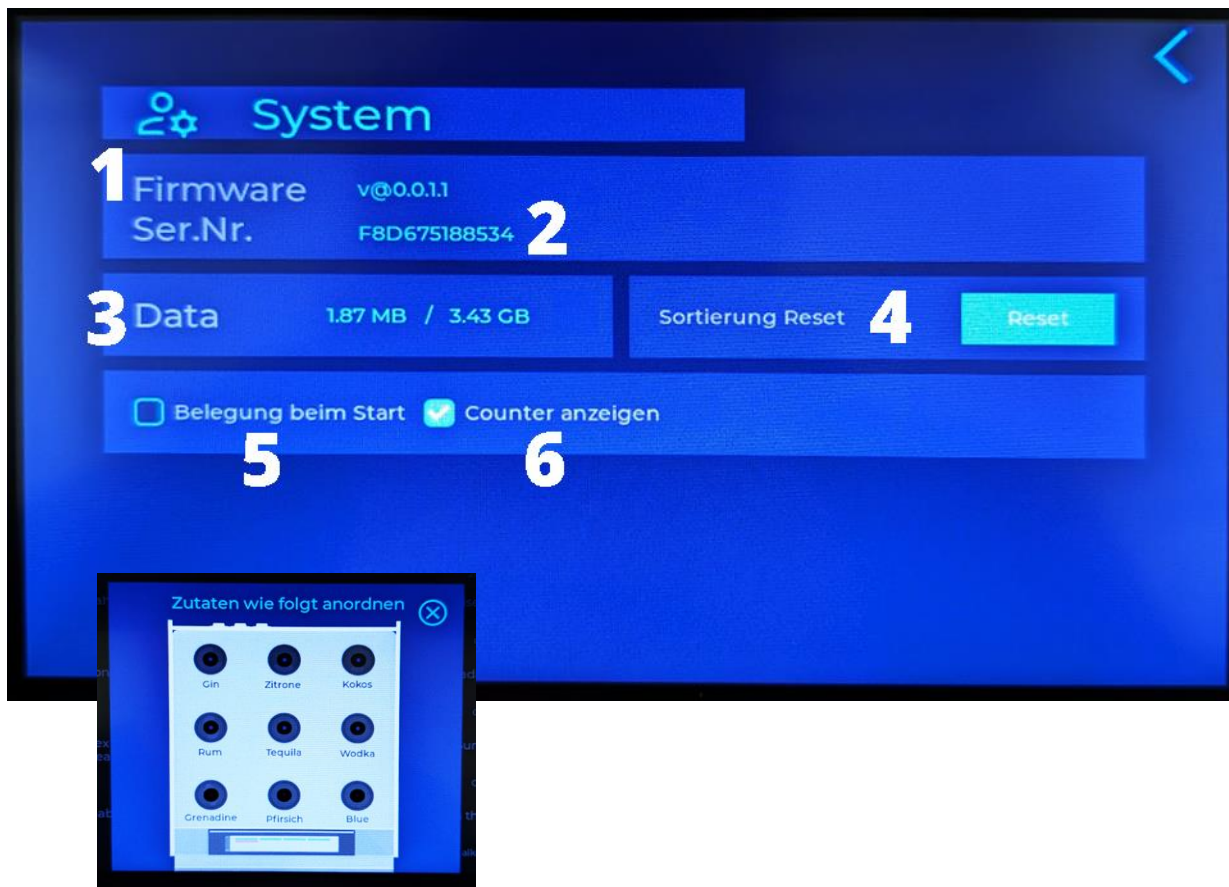 System
1
Firmware v@0.0.1.1
Ser.Nr. F8D675188534 2
3 Data 1.87 MB / 3.43 GB
Sortierung Reset 4 Reset
Belegung beim Start Counter anzeigen
5 6
Zutaten wie folgt anordnen
Gin Zitrone Kokos
Rum Tequila Wodka
Grenadine Pfirsich Blue